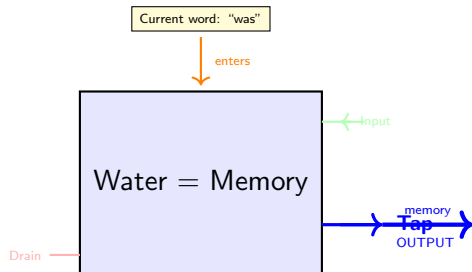 Current word: “was”
enters
Input
Water = Memory
memory
Tap
OUTPUT
Drain